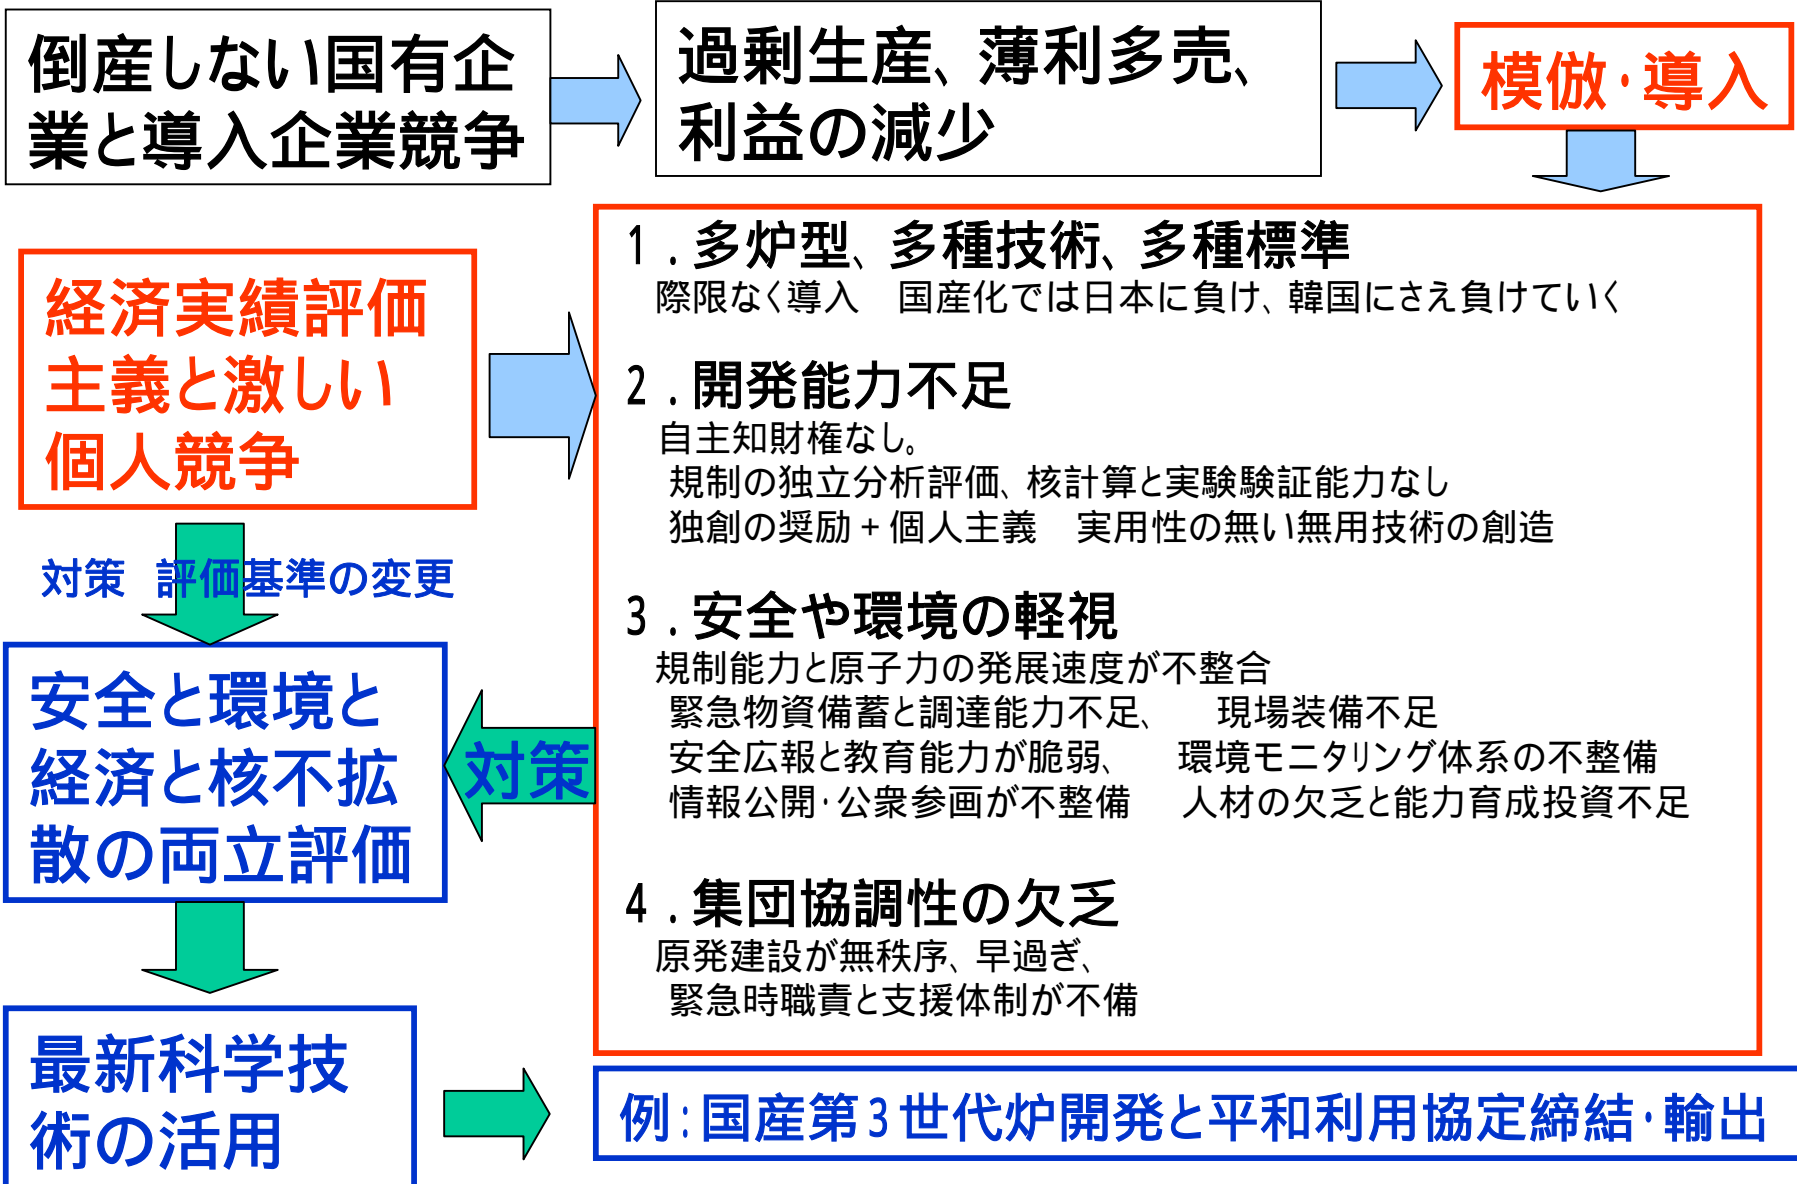 倒産しない国有企
業と導入企業競争
過剰生産、薄利多売、
利益の減少
模倣・導入
経済実績評価
主義と激しい
個人競争
1．多炉型、多種技術、多種標準
際限なく導入　国産化では日本に負け、韓国にさえ負けていく
2．開発能力不足
自主知財権なし。
規制の独立分析評価、核計算と実験験証能力なし
独創の奨励+個人主義　実用性の無い無用技術の創造
3．安全や環境の軽視
規制能力と原子力の発展速度が不整合
緊急物資備蓄と調達能力不足、　現場装備不足
安全広報と教育能力が脆弱、　環境モニタリング体系の不整備
情報公開・公衆参画が不整備　人材の欠乏と能力育成投資不足
4．集団協調性の欠乏
原発建設が無秩序、早過ぎ、
緊急時職責と支援体制が不備
対策　評価基準の変更
対策
安全と環境と
経済と核不拡
散の両立評価
最新科学技
術の活用
例：国産第3世代炉開発と平和利用協定締結・輸出